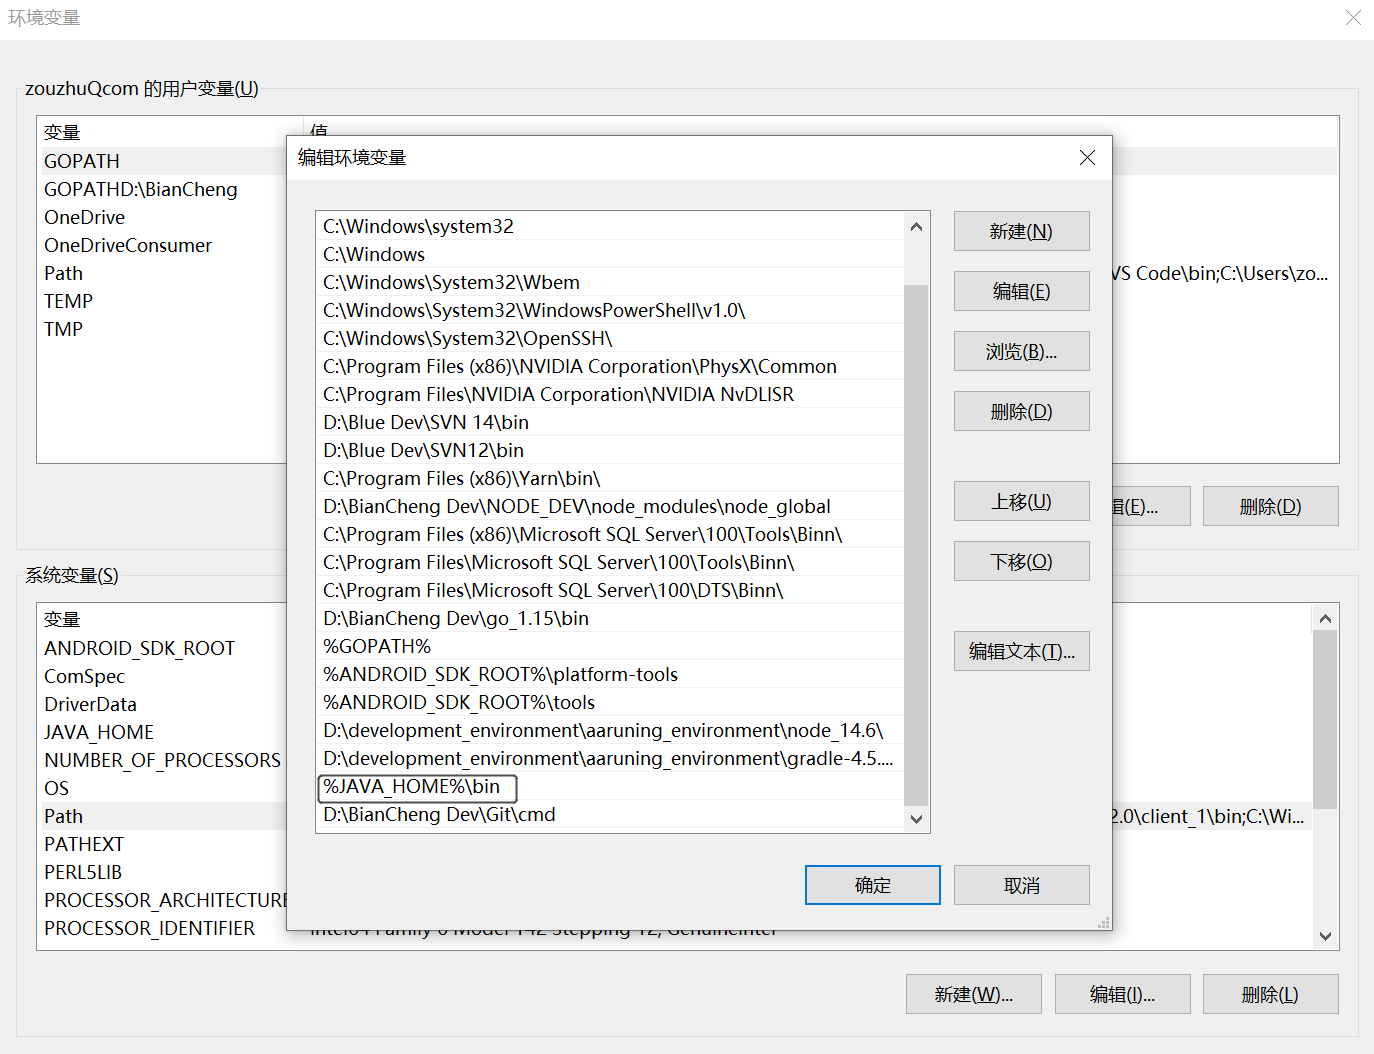 环境变量
zouzhuQcom 的用户变量(U)
变量
值
GOPATH
GOPATHD:\BianCheng
OneDrive
OneDriveConsumer
Path
VS Code\bin;C:\Users\zo...
TEMP
TMP
编辑环境变量
C:\Windows\system32
C:\Windows
C:\Windows\System32\Wbem
C:\Windows\System32\WindowsPowerShell\v1.0\
C:\Windows\System32\OpenSSH\
C:\Program Files (x86)\NVIDIA Corporation\PhysX\Common
C:\Program Files\NVIDIA Corporation\NVIDIA NvDLISR
D:\Blue Dev\SVN 14\bin
D:\Blue Dev\SVN12\bin
C:\Program Files (x86)\Yarn\bin\
D:\BianCheng Dev\NODE_DEV\node_modules\node_global
C:\Program Files (x86)\Microsoft SQL Server\100\Tools\Binn\
C:\Program Files\Microsoft SQL Server\100\Tools\Binn\
C:\Program Files\Microsoft SQL Server\100\DTS\Binn\
D:\BianCheng Dev\go_1.15\bin
%GOPATH%
%ANDROID_SDK_ROOT%\platform-tools
%ANDROID_SDK_ROOT%\tools
D:\development_environment\aaruning_environment\node_14.6\
D:\development_environment\aaruning_environment\gradle-4.5....
%JAVA_HOME%\bin
D:\BianCheng Dev\Git\cmd
新建(N)
编辑(E)
浏览(B)...
删除(D)
上移(U)
下移(O)
编辑文本(T)...
确定
取消
辑(E)...
删除(D)
系统变量(S)
变量
ANDROID_SDK_ROOT
ComSpec
DriverData
JAVA_HOME
NUMBER_OF_PROCESSORS
OS
Path
2.0\client_1\bin;C:\Wi...
PATHEXT
PERL5LIB
PROCESSOR_ARCHITECTURE
PROCESSOR_IDENTIFIER
Intel64 Family 6 Model 142 Stepping 12, GenuineIntel
新建(W)...
编辑(I)...
删除(L)